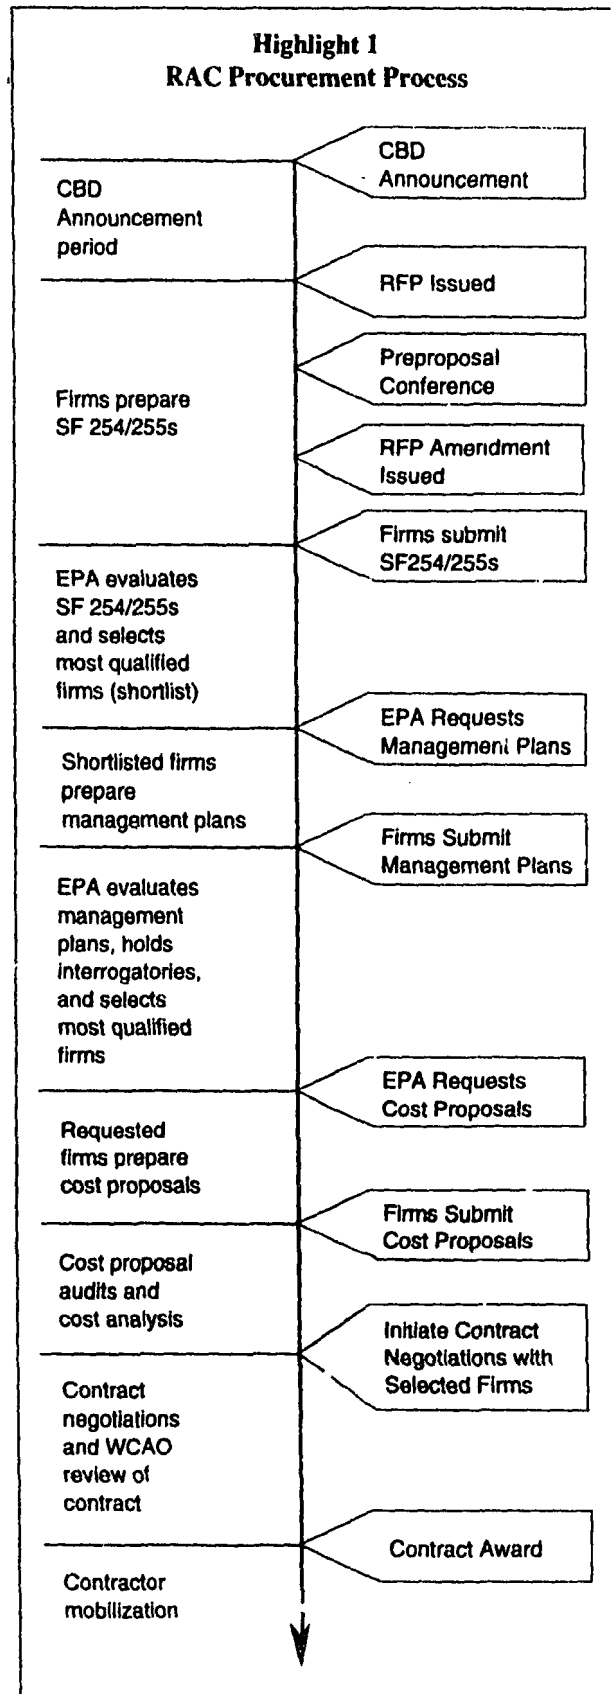 Highlight 1
RAC Procurement Process
CBD
Announcement
CBD
Announcement
period
RFP Issued
Preproposal
Conference
Firms prepare
SF 254/255s
RFP Amendment
Issued
Firms submit
SF254/255s
EPA evaluates
SF 254/255s
and selects
most qualified
firms (shortlist)
EPA Requests
Management Plans
Shortlisted firms
prepare
management plans
Firms Submit
Management Plans
EPA evaluates
management
plans, holds
interrogatories,
and selects
most qualified
firms
EPA Requests
Cost Proposals
Requested
firms prepare
cost proposals
Firms Submit
Cost Proposals
Cost proposal
audits and
cost analysis
Initiate Contract
Negotiations with
Selected Firms
Contract
negotiations
and WCAO
review of
contract
Contract Award
Contractor
mobilization